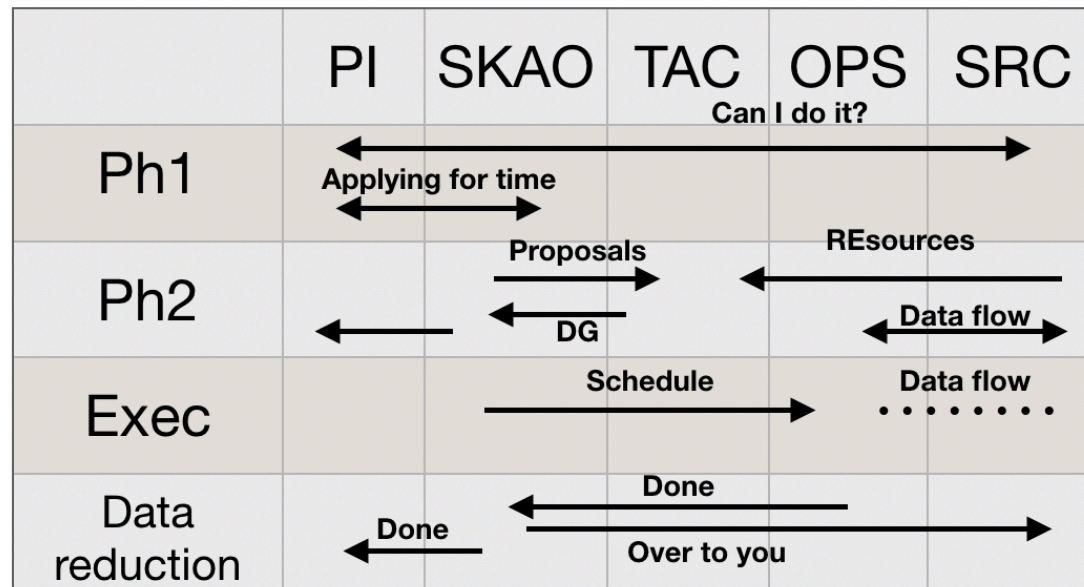 PI SKAO TAC OPS SRC
Can I do it?
Ph1
Applying for time
Proposals
REsources
Ph2
DG
Data flow
Schedule
Data flow
Exec
Done
Done
Over to you
Data
reduction